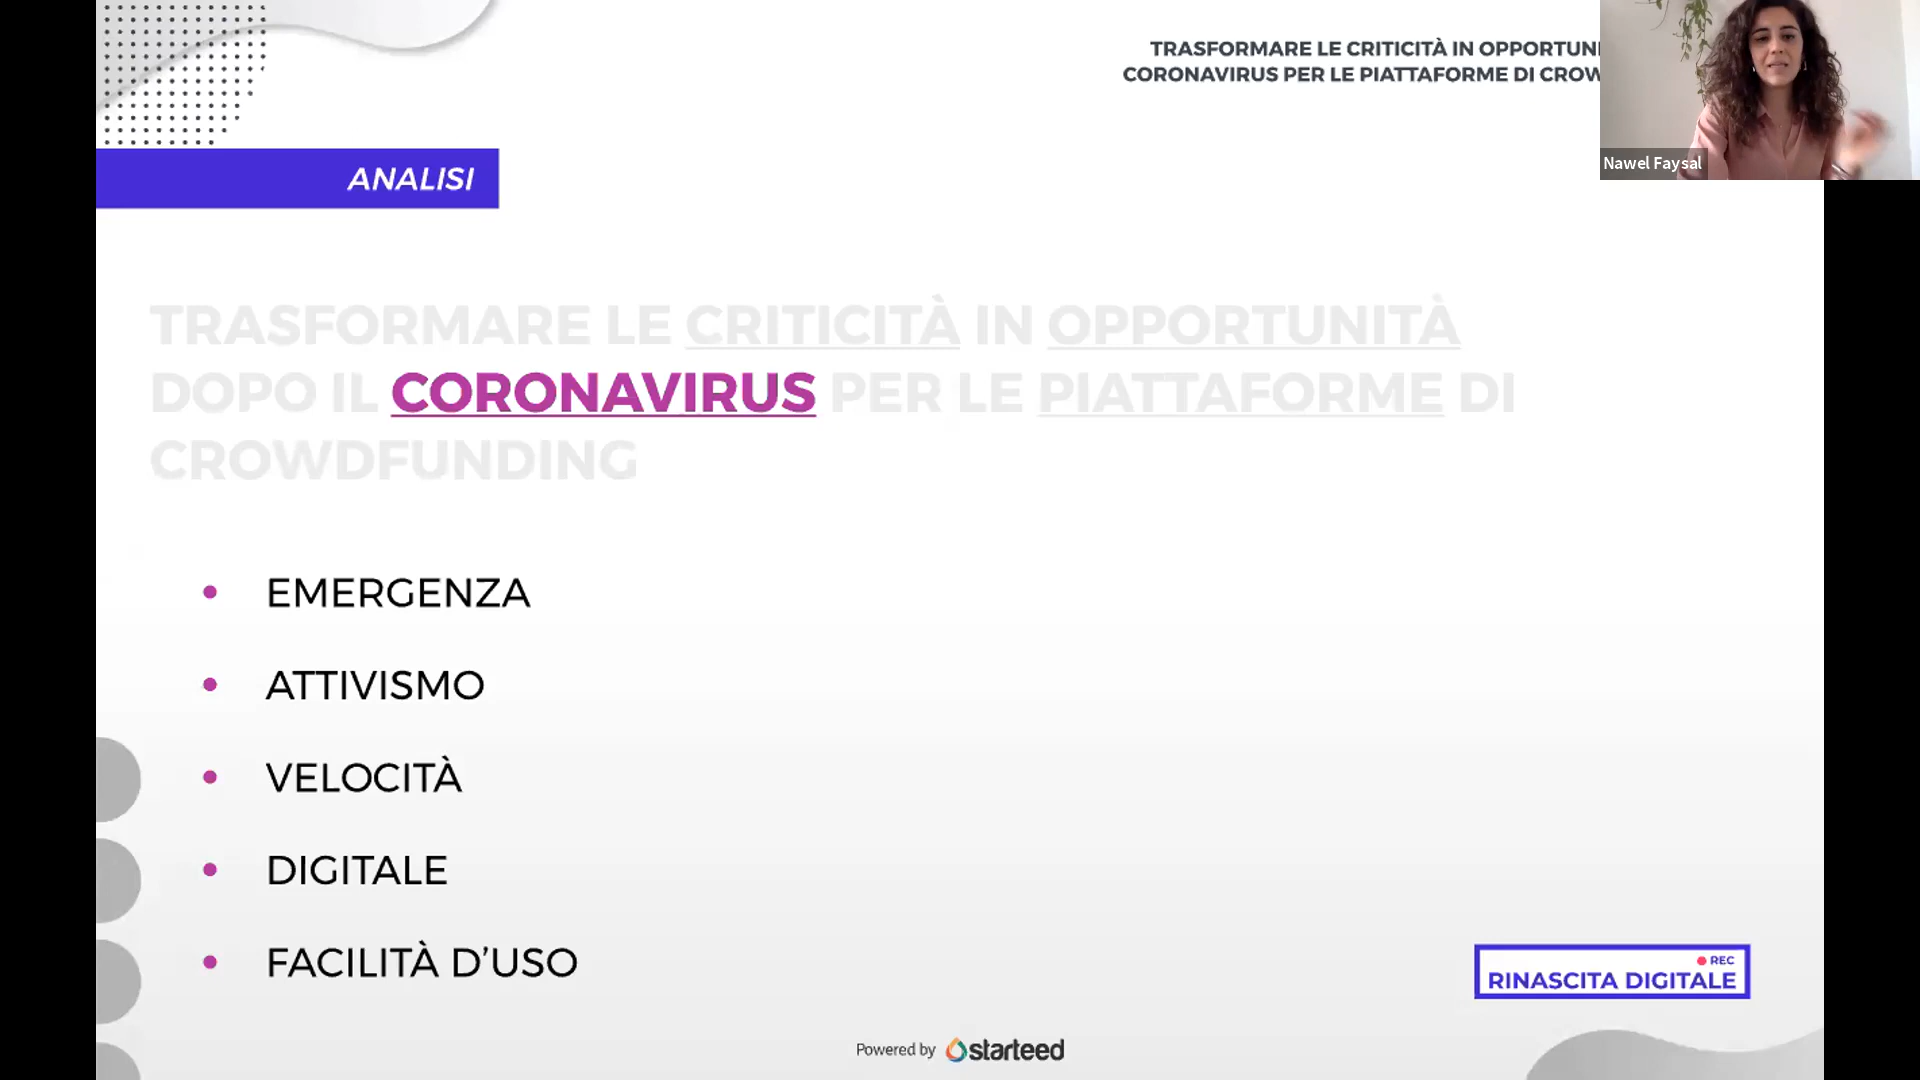 TRASFORMARE LE CRITICITÀ IN OPPORTUNI
CORONAVIRUS PER LE PIATTAFORME DI CROW
Nawel Faysal
ANALISI
TRASFORMARE LE CRITICITÀ IN OPPORTUNITÀ
DOPO IL CORONAVIRUS PER LE PIATTAFORME DI
CROWDFUNDING
• EMERGENZA
• ATTIVISMO
• VELOCITÀ
• DIGITALE
• FACILITÀ D’USO
REC
RINASCITA DIGITALE
Powered by starteed